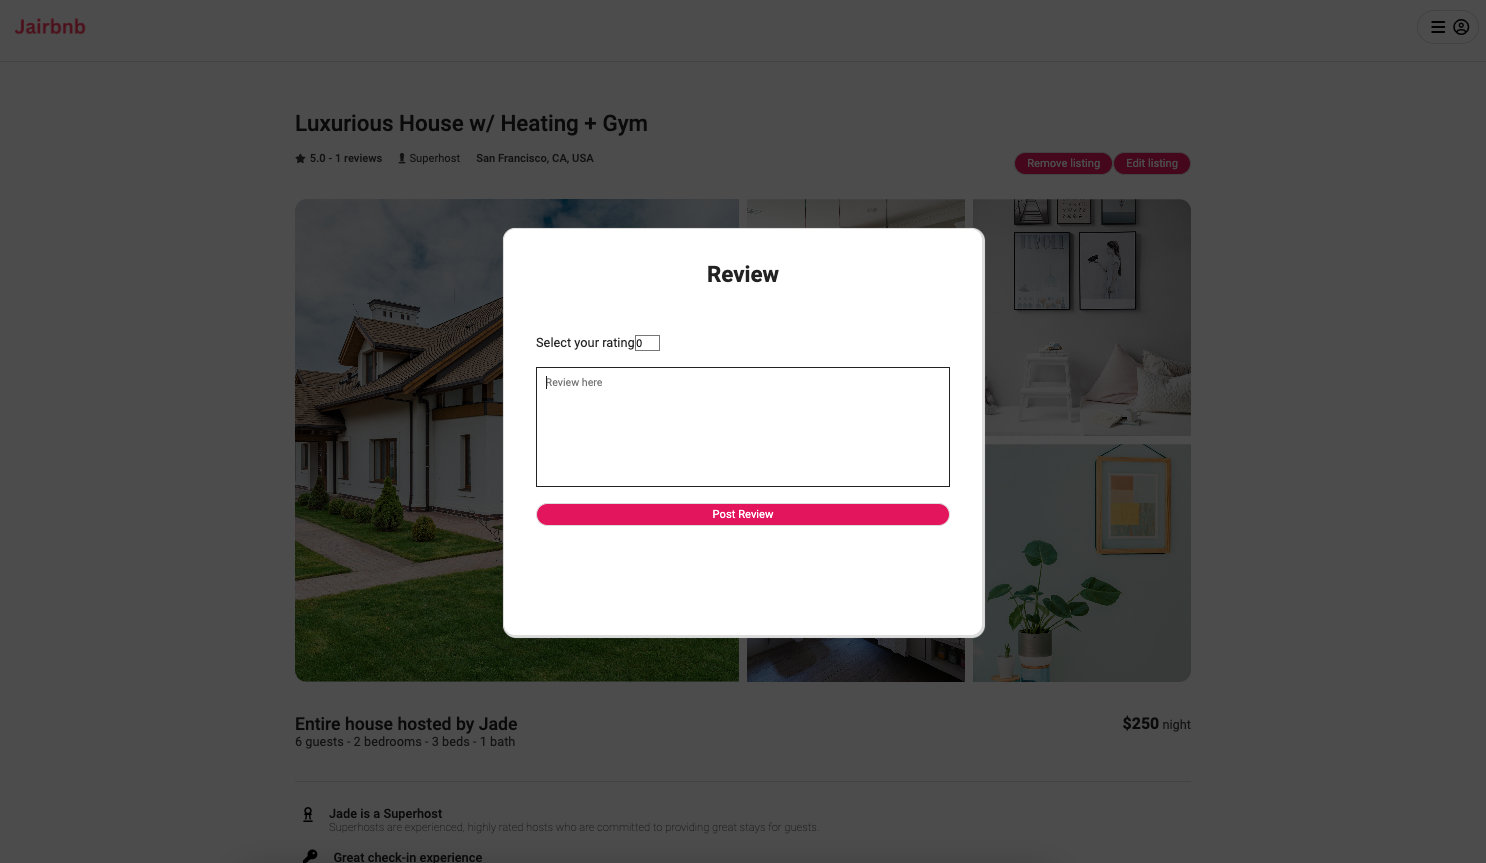 Jairbnb
Luxurious House w/ Heating + Gym
5.0 - 1 reviews Superhost San Francisco, CA, USA
Remove listing Edit listing
Review
Select your rating 0
Review here
Post Review
Entire house hosted by Jade
$250 night
6 guests - 2 bedrooms - 3 beds - 1 bath
Jade is a Superhost
Superhosts are experienced, highly rated hosts who are committed to providing great stays for guests.
Great check-in experience